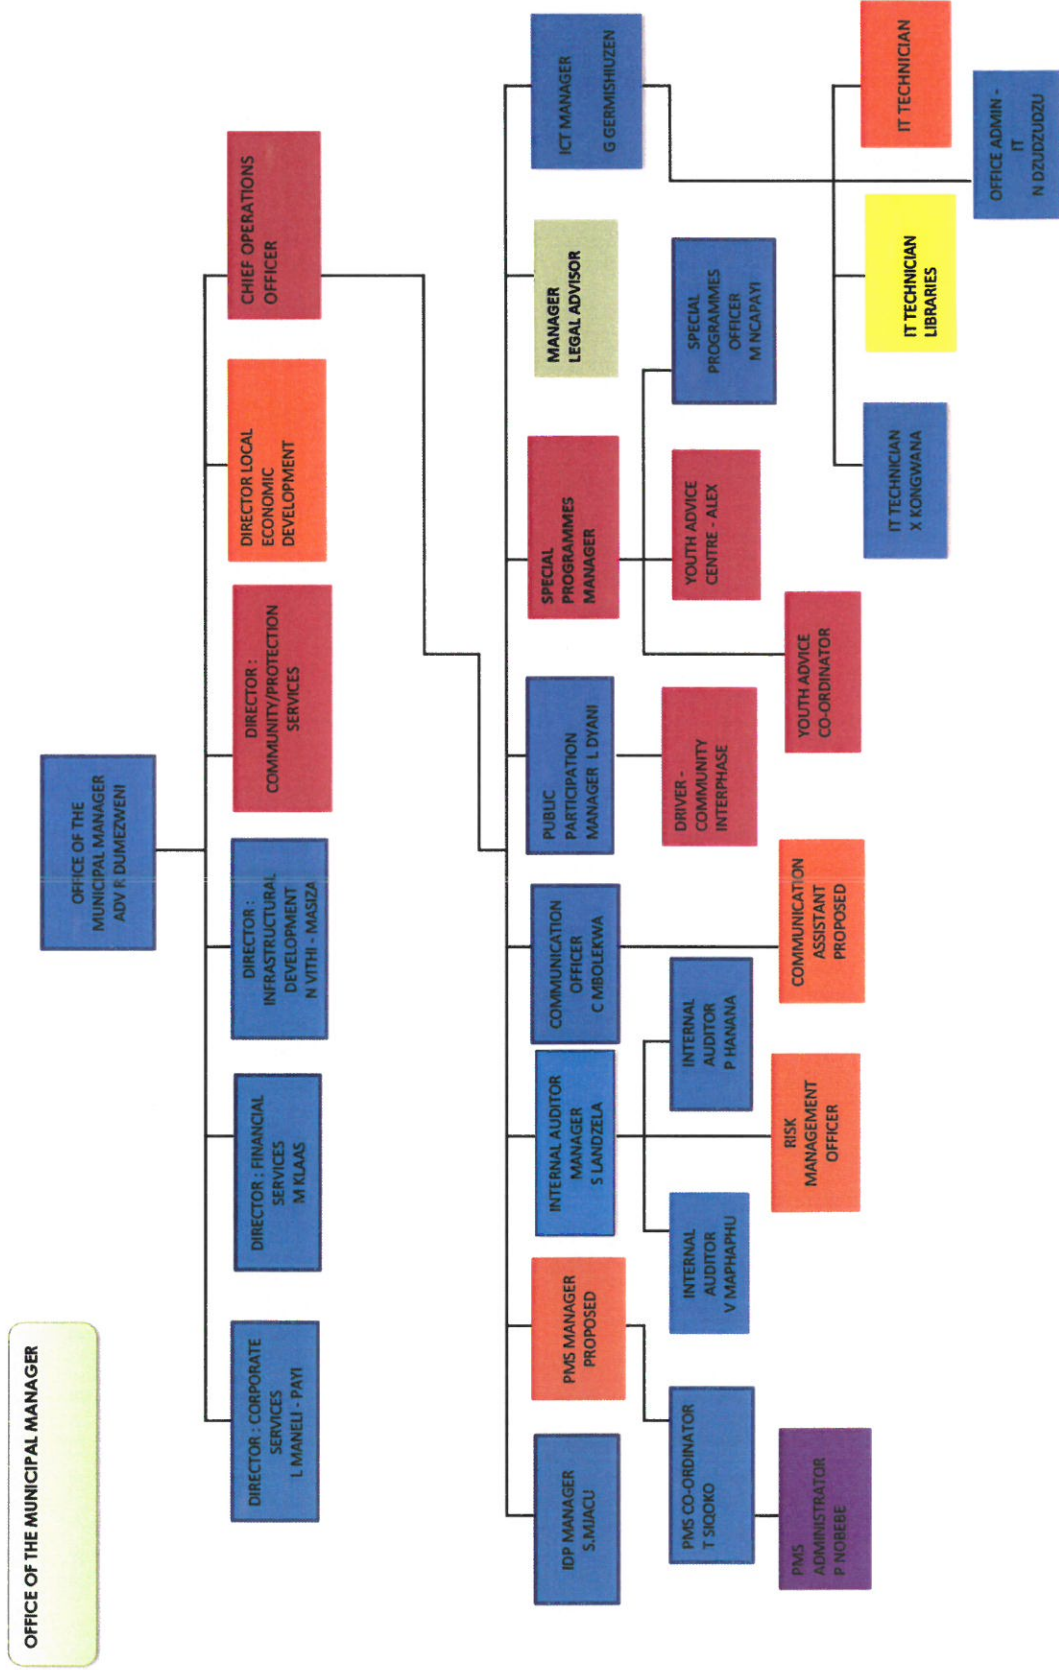 OFFICE OF THE MUNICIPAL MANAGER
OFFICE OF THE
MUNICIPAL MANAGER
ADV R DUMEZWENI
DIRECTOR : CORPORATE
SERVICES
L MANELI - PAYI
DIRECTOR : FINANCIAL
SERVICES
M KLAAS
DIRECTOR :
INFRASTRUCTURAL
DEVELOPMENT
N VITHI - MASIZA
DIRECTOR :
COMMUNITY/PROTECTION
SERVICES
DIRECTOR LOCAL
ECONOMIC
DEVELOPMENT
CHIEF OPERATIONS
OFFICER
IDP MANAGER
S.MJACU
PMS MANAGER
PROPOSED
INTERNAL AUDITOR
MANAGER
S LANDZELA
COMMUNICATION
OFFICER
C MBOLEKWA
PUBLIC
PARTICIPATION
MANAGER L DYANI
SPECIAL
PROGRAMMES
MANAGER
MANAGER
LEGAL ADVISOR
ICT MANAGER
G GERMISHIUZEN
PMS CO-ORDINATOR
T SIQOKO
INTERNAL
AUDITOR
V MAPHAPHU
INTERNAL
AUDITOR
P HANANA
DRIVER -
COMMUNITY
INTERPHASE
YOUTH ADVICE
CENTRE - ALEX
SPECIAL
PROGRAMMES
OFFICER
M NCAPAYI
PMS
ADMINISTRATOR
P NOBEBE
RISK
MANAGEMENT
OFFICER
COMMUNICATION
ASSISTANT
PROPOSED
YOUTH ADVICE
CO-ORDINATOR
IT TECHNICIAN
X KONGWANA
IT TECHNICIAN
LIBRARIES
IT TECHNICIAN
OFFICE ADMIN -
IT
N DZUDZUDZU